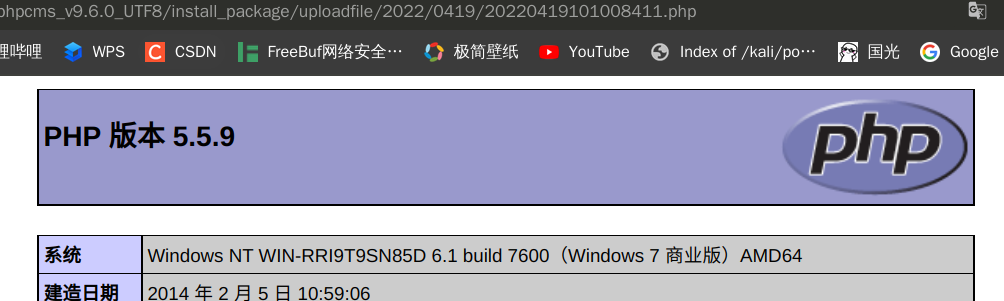 phpcms_v9.6.0_UTF8/install_package/uploadfile/2022/0419/20220419101008411.php
哩哔哩 WPS CSDN FreeBuf网络安全… 极简壁纸 YouTube Index of /kali/po… 国光 Google
PHP 版本 5.5.9
php
系统 Windows NT WIN-RRI9T9SN85D 6.1 build 7600（Windows 7 商业版）AMD64
建造日期 2014 年 2 月 5 日 10:59:06